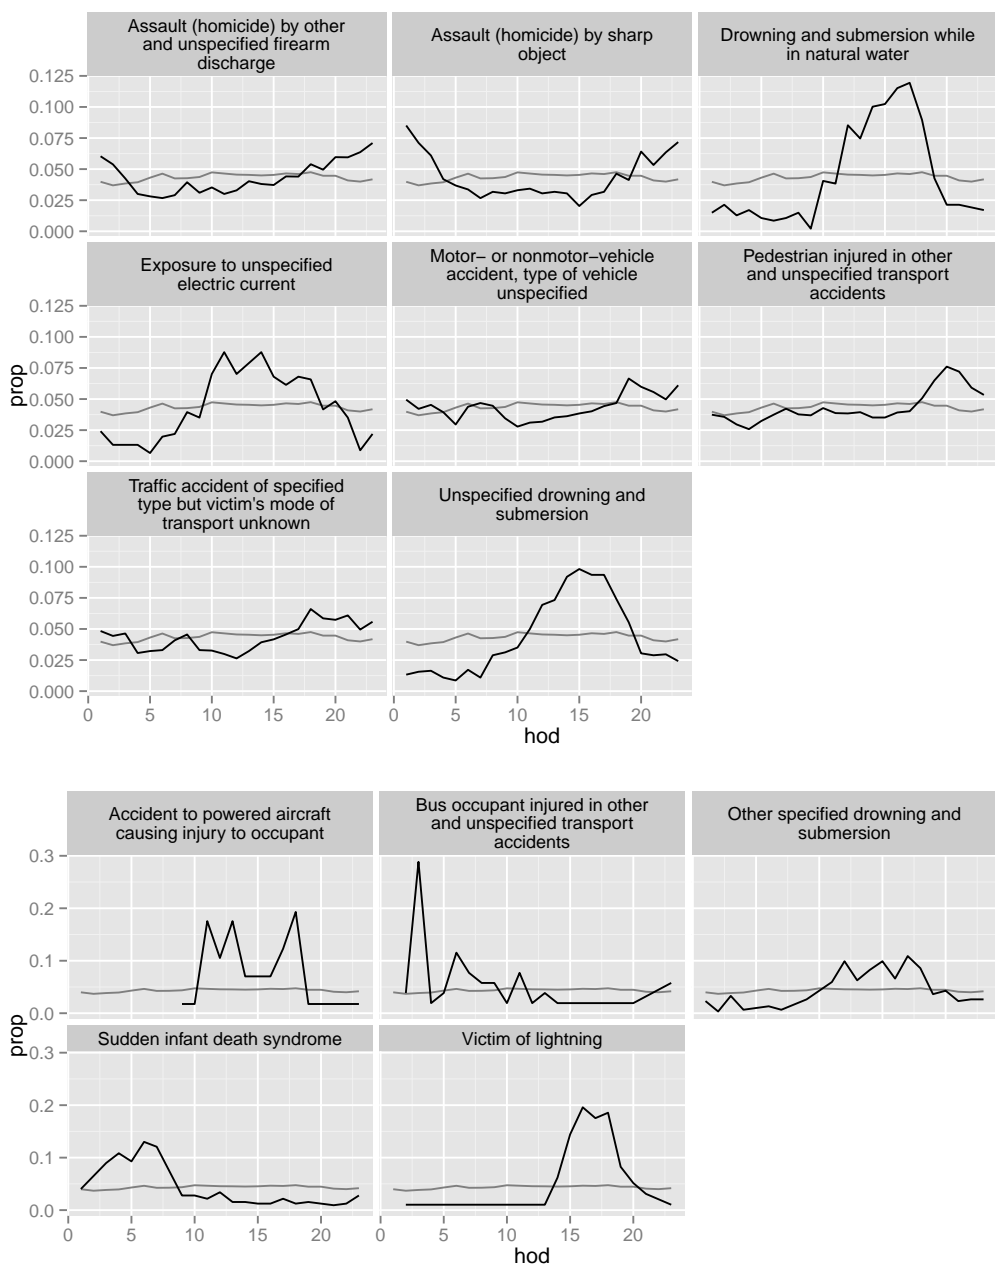 Assault (homicide) by other
and unspecified firearm
discharge
Assault (homicide) by sharp
object
Drowning and submersion while
in natural water
0.125
0.100
0.075
0.050
0.025
0.000
Exposure to unspecified
electric current
Motor− or nonmotor−vehicle
accident, type of vehicle
unspecified
Pedestrian injured in other
and unspecified transport
accidents
0.125
0.100
0.075
0.050
0.025
0.000
prop
Traffic accident of specified
type but victim's mode of
transport unknown
Unspecified drowning and
submersion
0.125
0.100
0.075
0.050
0.025
0.000
0 5 10 15 20 0 5 10 15 20
hod
Accident to powered aircraft
causing injury to occupant
Bus occupant injured in other
and unspecified transport
accidents
Other specified drowning and
submersion
0.3
0.2
0.1
0.0
prop
Sudden infant death syndrome
Victim of lightning
0.3
0.2
0.1
0.0
0 5 10 15 20 0 5 10 15 20
hod